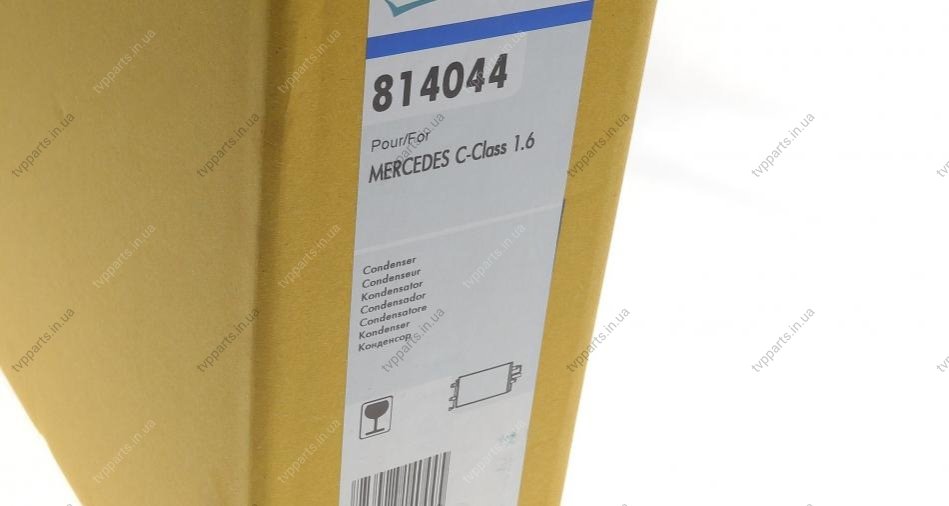 814044
Pour/For
MERCEDES C-Class 1.6
Condenser
Condenseur
Kondensator
Condensador
Condensatore
Kondenser
Конденсор
tvpparts.in.ua